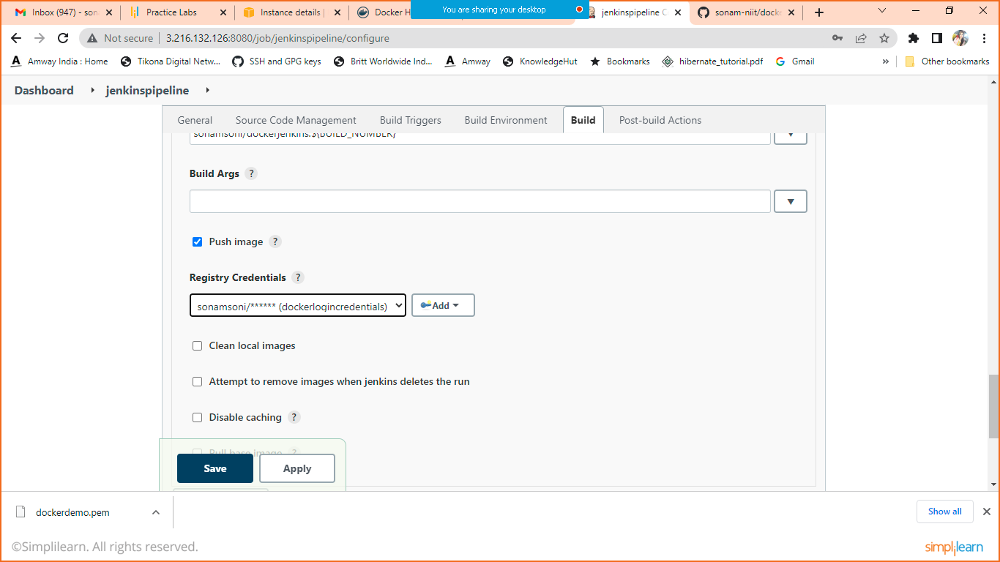 Inbox (947) - son
Practice Labs
Instance details |
Docker H
You are sharing your desktop
jenkinspipeline C
sonam-niit/docke
Not secure
3.216.132.126:8080/job/jenkinspipeline/configure
Amway India : Home
Tikona Digital Netw...
SSH and GPG keys
Britt Worldwide Ind...
Amway
KnowledgeHut
Bookmarks
hibernate_tutorial.pdf
Gmail
»
Other bookmarks
Dashboard
jenkinspipeline
General
Source Code Management
Build Triggers
Build Environment
Build
Post-build Actions
sonamsoni/dockerjenkins:${BUILD_NUMBER}
Build Args ?
Push image ?
Registry Credentials ?
sonamsoni/****** (dockerlogincredentials)
Add
Clean local images
Attempt to remove images when jenkins deletes the run
Disable caching ?
Pull base image ?
Save
Apply
dockerdemo.pem
Show all
©Simplilearn. All rights reserved.
simplilearn